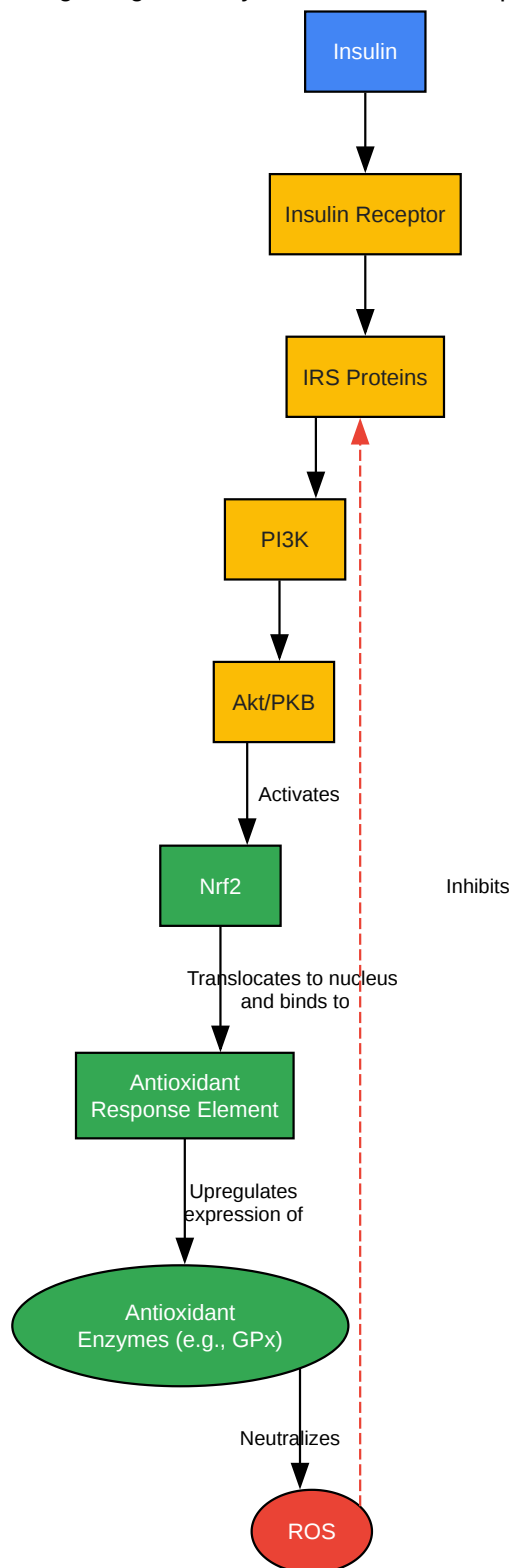 Insulin
Insulin Receptor
IRS Proteins
PI3K
Akt/PKB
Activates
Nrf2
Inhibits
Translocates to nucleus
and binds to
Antioxidant
Response Element
Upregulates
expression of
Antioxidant
Enzymes (e.g., GPx)
Neutralizes
ROS